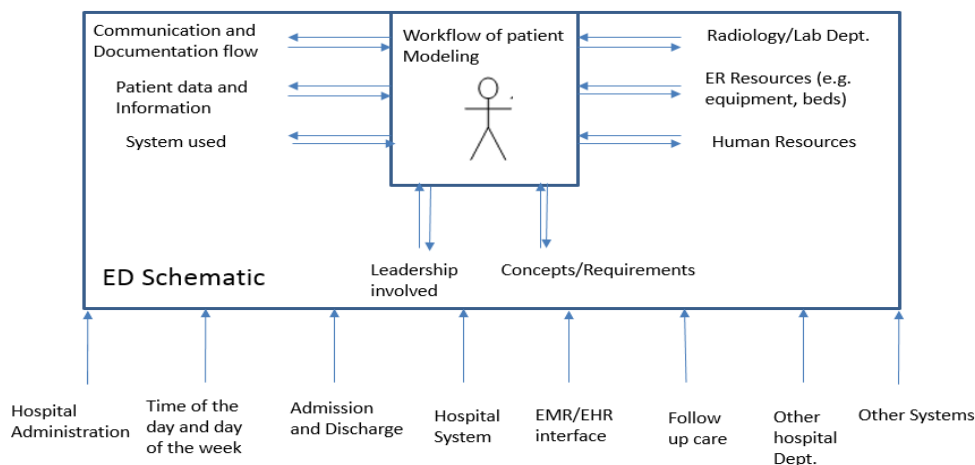 Communication and
Documentation flow
Patient data and
Information
System used
Workflow of patient
Modeling
Radiology/Lab Dept.
ER Resources (e.g.
equipment, beds)
Human Resources
Leadership
involved
Concepts/Requirements
ED Schematic
Hospital
Administration
Time of the
day and day
of the week
Admission
and Discharge
Hospital
System
EMR/EHR
interface
Follow
up care
Other
hospital
Dept.
Other Systems